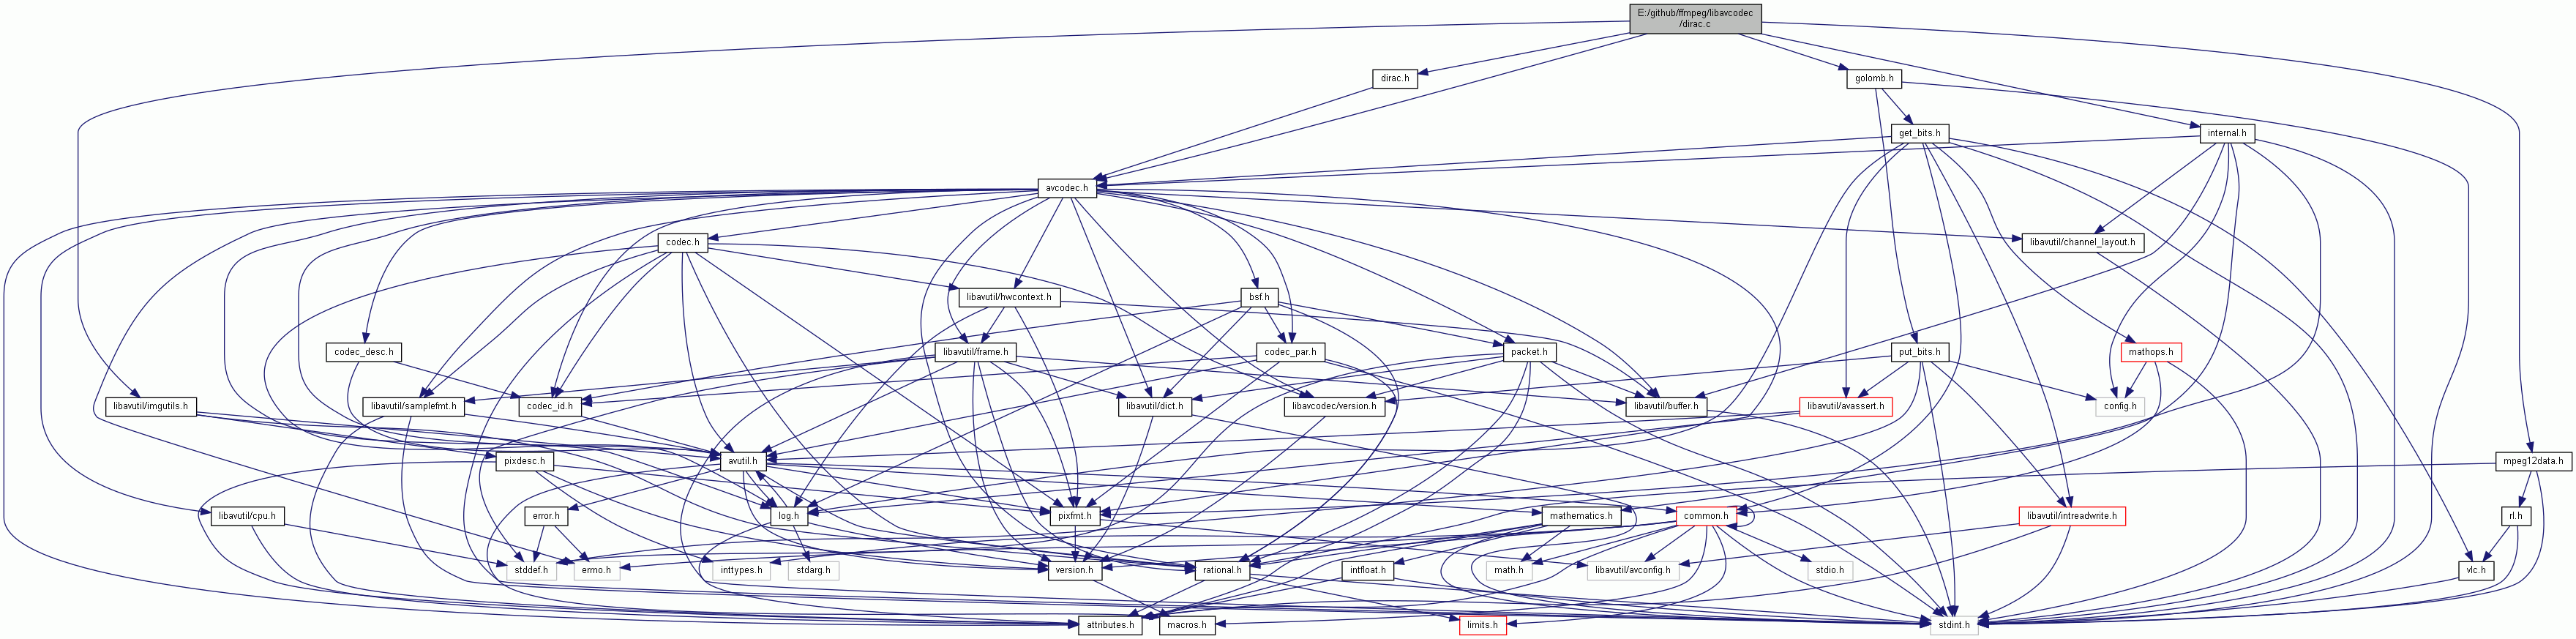 E:/github/ffmpeg/libavcodec
/dirac.c
dirac.h
golomb.h
get_bits.h
internal.h
avcodec.h
codec.h
libavutil/channel_layout.h
libavutil/hwcontext.h
bsf.h
codec_desc.h
libavutil/frame.h
codec_par.h
packet.h
put_bits.h
mathops.h
libavutil/imgutils.h
libavutil/samplefmt.h
codec_id.h
libavutil/dict.h
libavcodec/version.h
libavutil/buffer.h
libavutil/avassert.h
config.h
pixdesc.h
avutil.h
mpeg12data.h
libavutil/cpu.h
error.h
log.h
pixfmt.h
mathematics.h
common.h
libavutil/intreadwrite.h
rl.h
stddef.h
errno.h
inttypes.h
stdarg.h
version.h
rational.h
intfloat.h
math.h
libavutil/avconfig.h
stdio.h
vlc.h
attributes.h
macros.h
limits.h
stdint.h